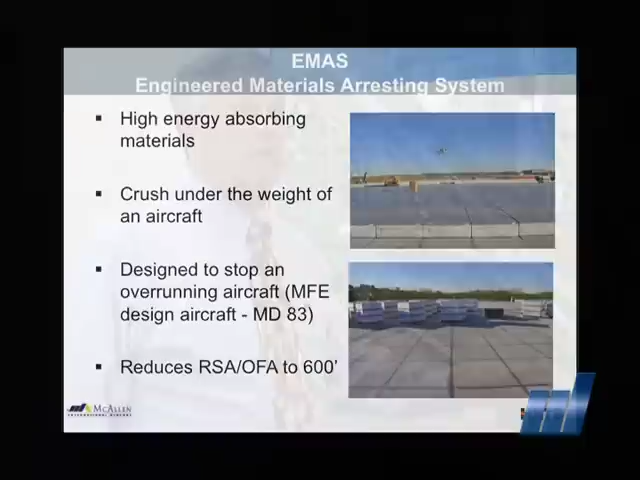 EMAS
Engineered Materials Arresting System
▪ High energy absorbing
materials
▪ Crush under the weight of
an aircraft
▪ Designed to stop an
overrunning aircraft (MFE
design aircraft - MD 83)
▪ Reduces RSA/OFA to 600'
MCALLEN